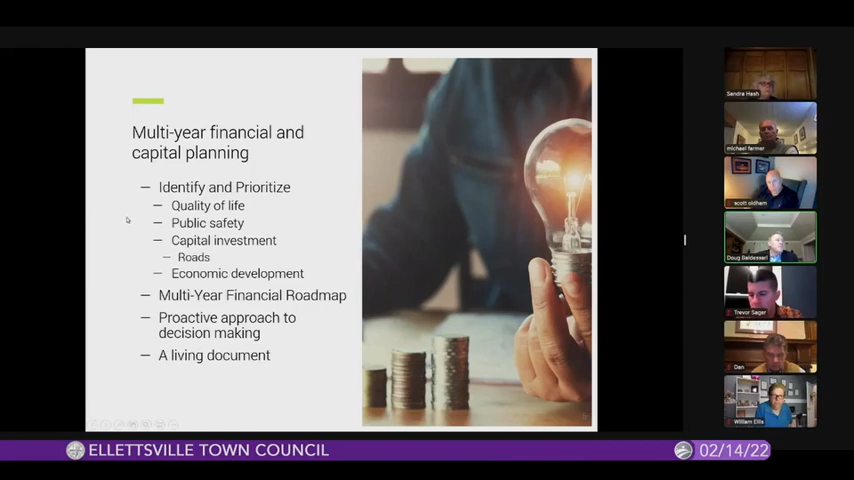 Multi-year financial and
capital planning
– Identify and Prioritize
– Quality of life
– Public safety
– Capital investment
– Roads
– Economic development
– Multi-Year Financial Roadmap
– Proactive approach to
decision making
– A living document
Sandra Hash
michael farmer
scott oldham
Doug Baldessari
Trevor Sager
Dan
William Ellis
ELLETTSVILLE TOWN COUNCIL
02/14/22